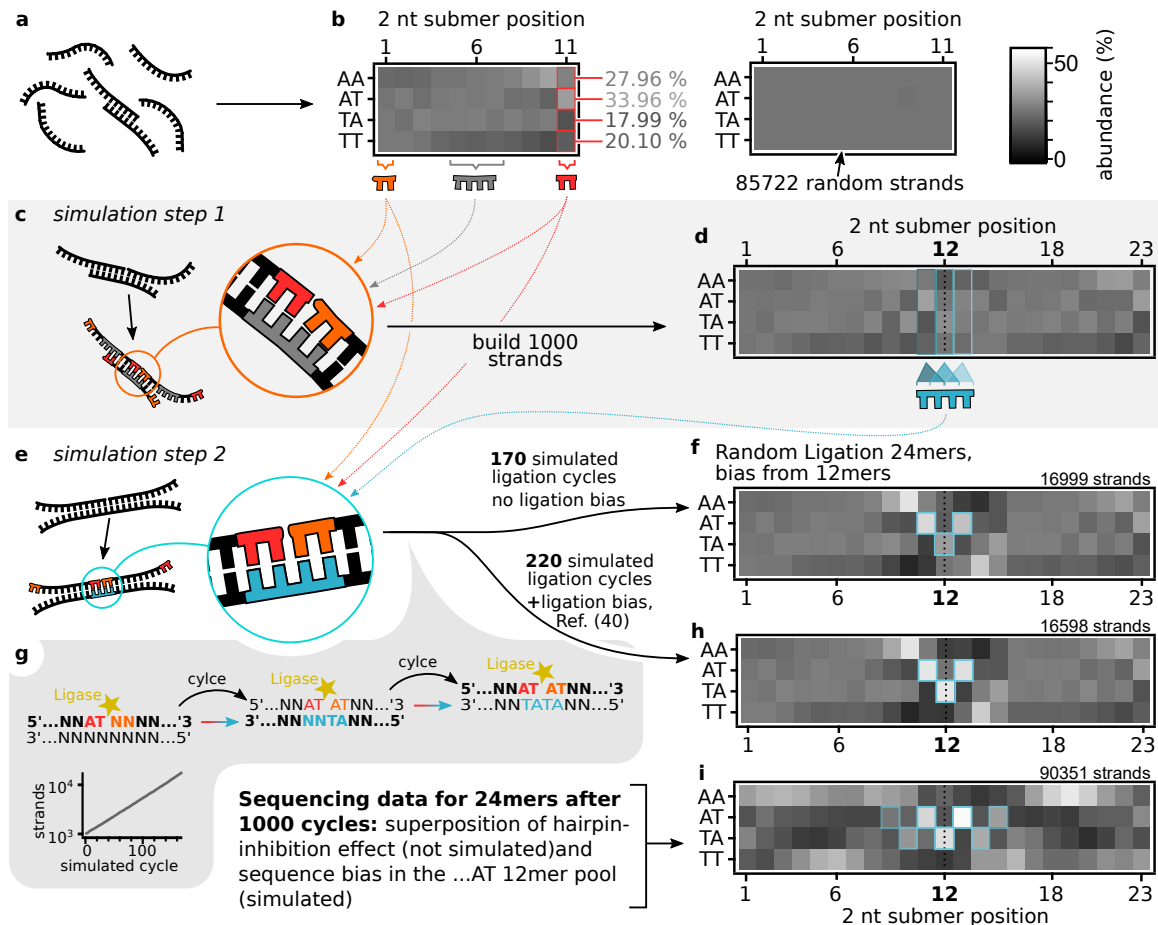 a
b
2 nt submer position
1 6 11
AA
AT
TA
TT
27.96 %
33.96 %
17.99 %
20.10 %
2 nt submer position
1 6 11
AA
AT
TA
TT
85722 random strands
50
0
abundance (%)
c simulation step 1
build 1000
strands
d
2 nt submer position
1 6 12 18 23
AA
AT
TA
TT
e simulation step 2
170 simulated
ligation cycles
no ligation bias
220 simulated
ligation cycles
+ligation bias,
Ref. (40)
f Random Ligation 24mers,
bias from 12mers
16999 strands
AA
AT
TA
TT
1 6 12 18 23
g
Ligase
5'...NNAT NNNN...'3
3'...NNNNNNNN...5'
cylce
Ligase
5'...NNAT ATNN...'3
3'...NNNNTANN...5'
cylce
Ligase
5'...NNAT ATNN...'3
3'...NNTATANN...5'
strands
10⁴
10³
0 100
simulated cycle
h
16598 strands
AA
AT
TA
TT
1 6 12 18 23
Sequencing data for 24mers after
1000 cycles: superposition of hairpin-
inhibition effect (not simulated)and
sequence bias in the ...AT 12mer pool
(simulated)
i
90351 strands
AA
AT
TA
TT
1 6 12 18 23
2 nt submer position